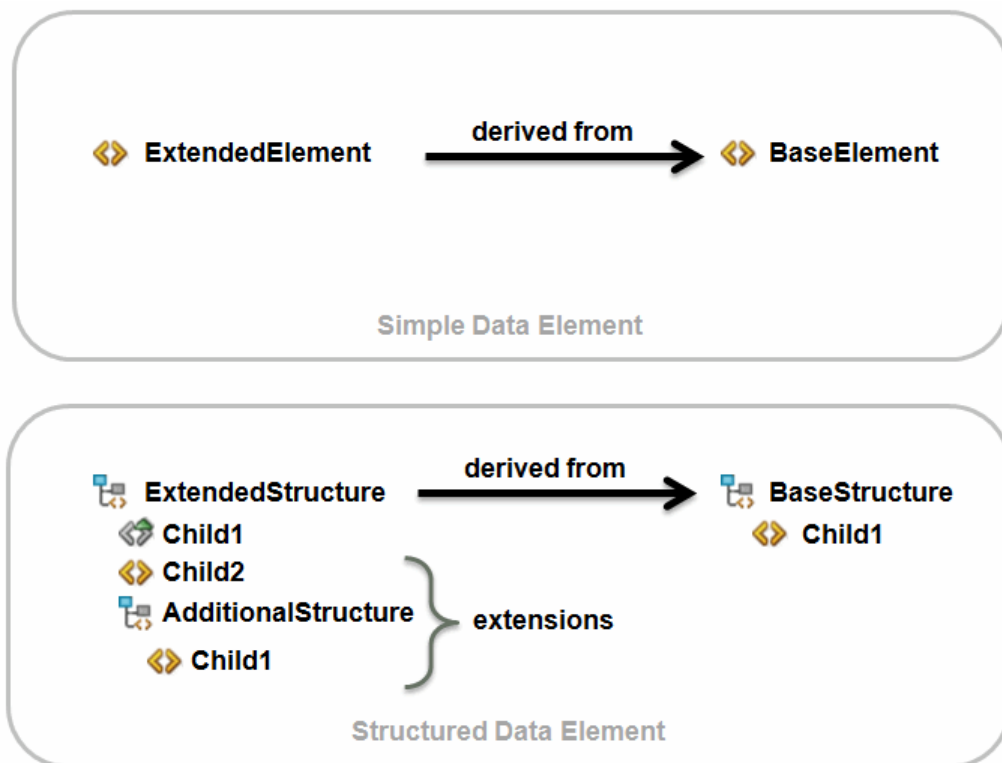 derived from
ExtendedElement
BaseElement
Simple Data Element
derived from
ExtendedStructure
BaseStructure
Child1
Child1
Child2
AdditionalStructure
extensions
Child1
Structured Data Element